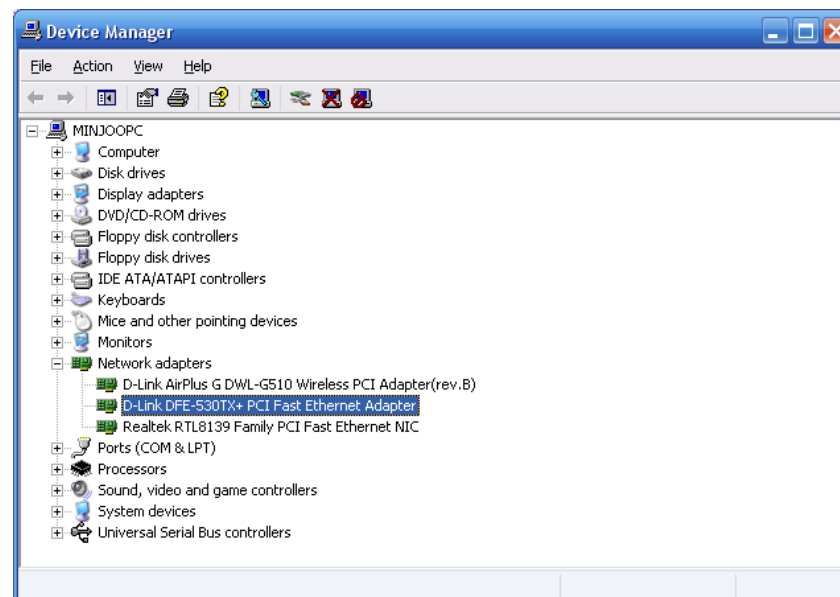 Device Manager
File Action View Help
MINJOOPC
Computer
Disk drives
Display adapters
DVD/CD-ROM drives
Floppy disk controllers
Floppy disk drives
IDE ATA/ATAPI controllers
Keyboards
Mice and other pointing devices
Monitors
Network adapters
D-Link AirPlus G DWL-G510 Wireless PCI Adapter(rev.B)
D-Link DFE-530TX+ PCI Fast Ethernet Adapter
Realtek RTL8139 Family PCI Fast Ethernet NIC
Ports (COM & LPT)
Processors
Sound, video and game controllers
System devices
Universal Serial Bus controllers